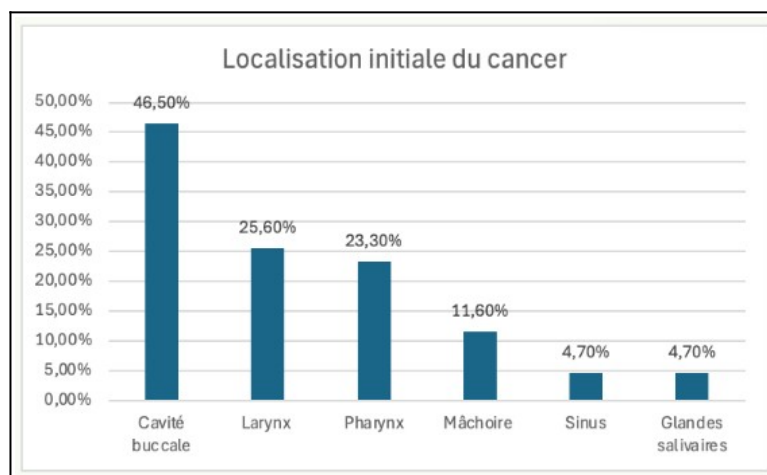 Localisation initiale du cancer
50,00%
45,00%
40,00%
35,00%
30,00%
25,00%
20,00%
15,00%
10,00%
5,00%
0,00%
46,50%
25,60%
23,30%
11,60%
4,70%
4,70%
Cavité
buccale
Larynx
Pharynx
Mâchoire
Sinus
Glandes
salivaires